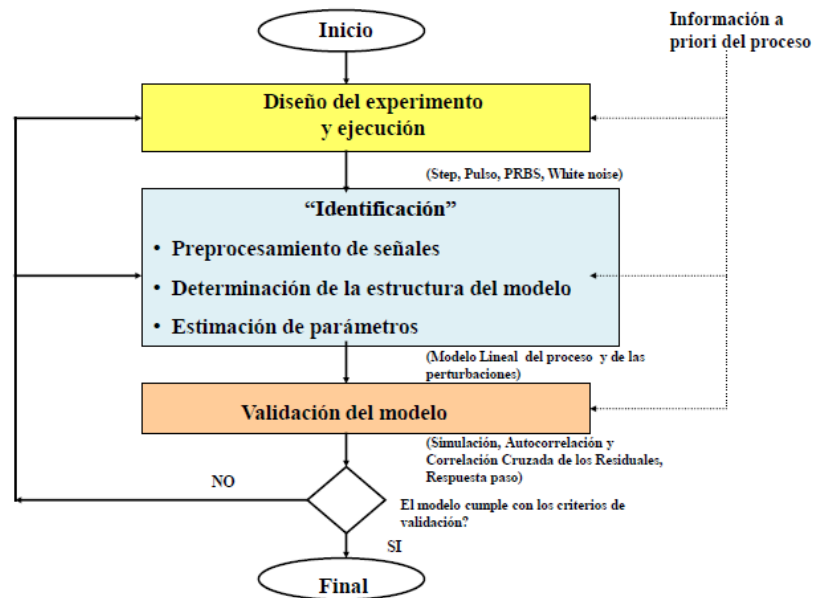 Inicio
Información a
priori del proceso
Diseño del experimento
y ejecución
(Step, Pulso, PRBS, White noise)
“Identificación”
• Preprocesamiento de señales
• Determinación de la estructura del modelo
• Estimación de parámetros
(Modelo Lineal del proceso y de las
perturbaciones)
Validación del modelo
(Simulación, Autocorrelación y
Correlación Cruzada de los Residuales,
Respuesta paso)
NO
El modelo cumple con los criterios de
validación?
SI
Final